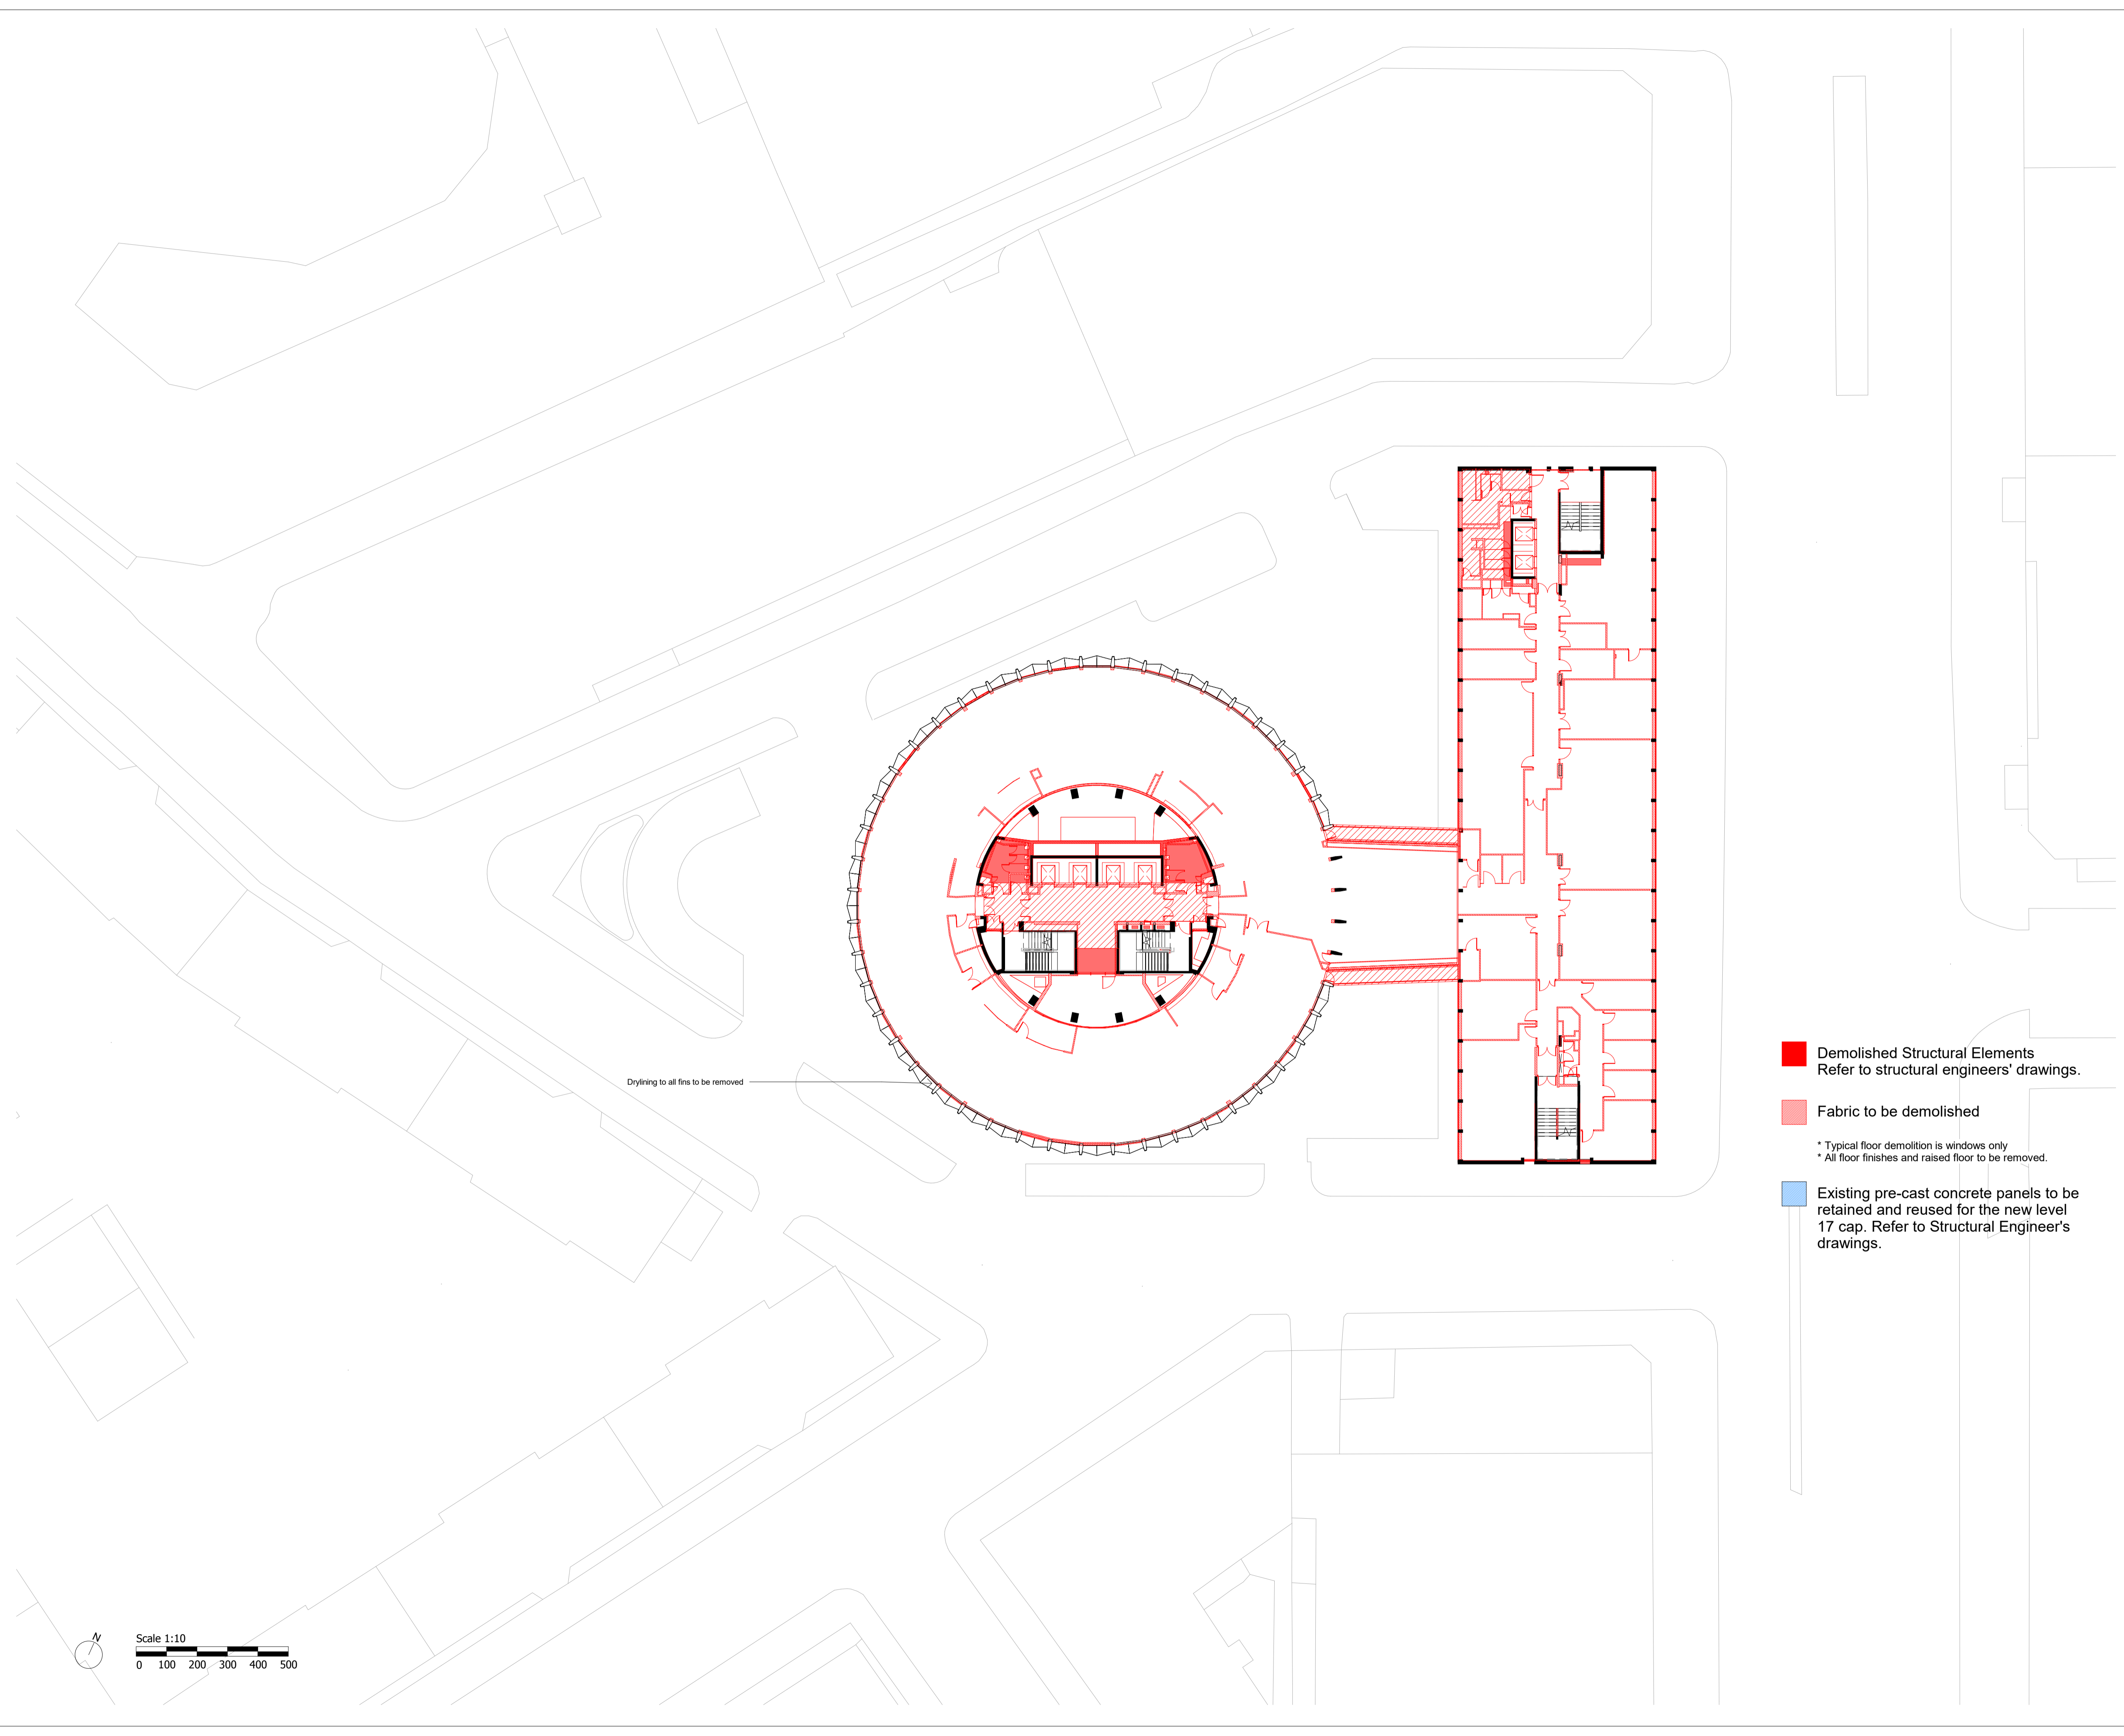 Drylining to all fins to be removed
Demolished Structural Elements
Refer to structural engineers' drawings.
Fabric to be demolished
* Typical floor demolition is windows only
* All floor finishes and raised floor to be removed.
Existing pre-cast concrete panels to be
retained and reused for the new level
17 cap. Refer to Structural Engineer's
drawings.
N
Scale 1:10
0 100 200 300 400 500